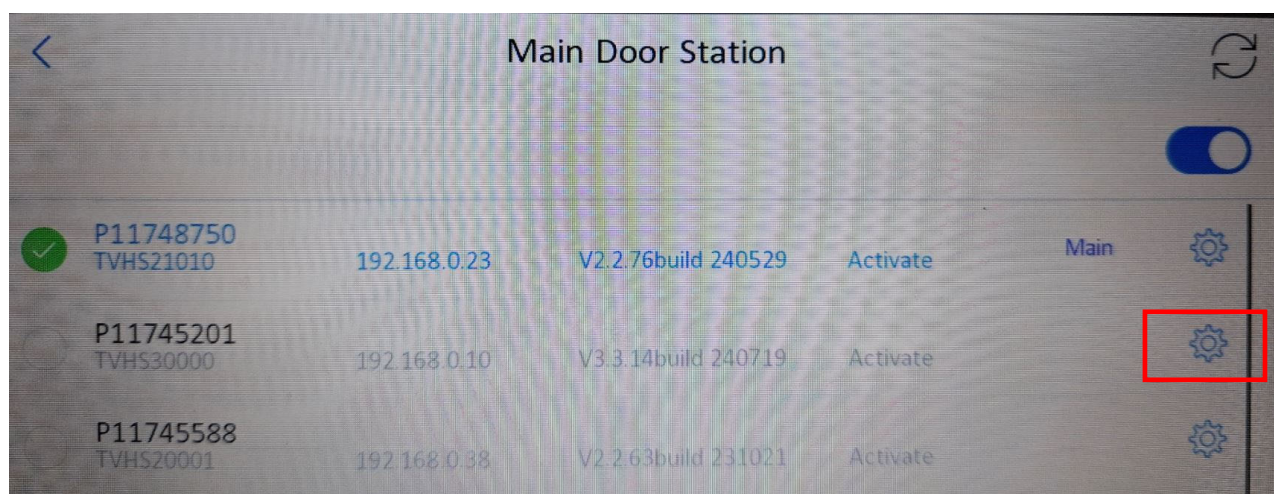 Main Door Station
P11748750
TVHS21010 192.168.0.23 V2.2.76build 240529 Activate Main
P11745201
TVHS30000 192.168.0.10 V3.3.14build 240719 Activate
P11745588
TVHS20001 192.168.0.38 V2.2.63build 231021 Activate